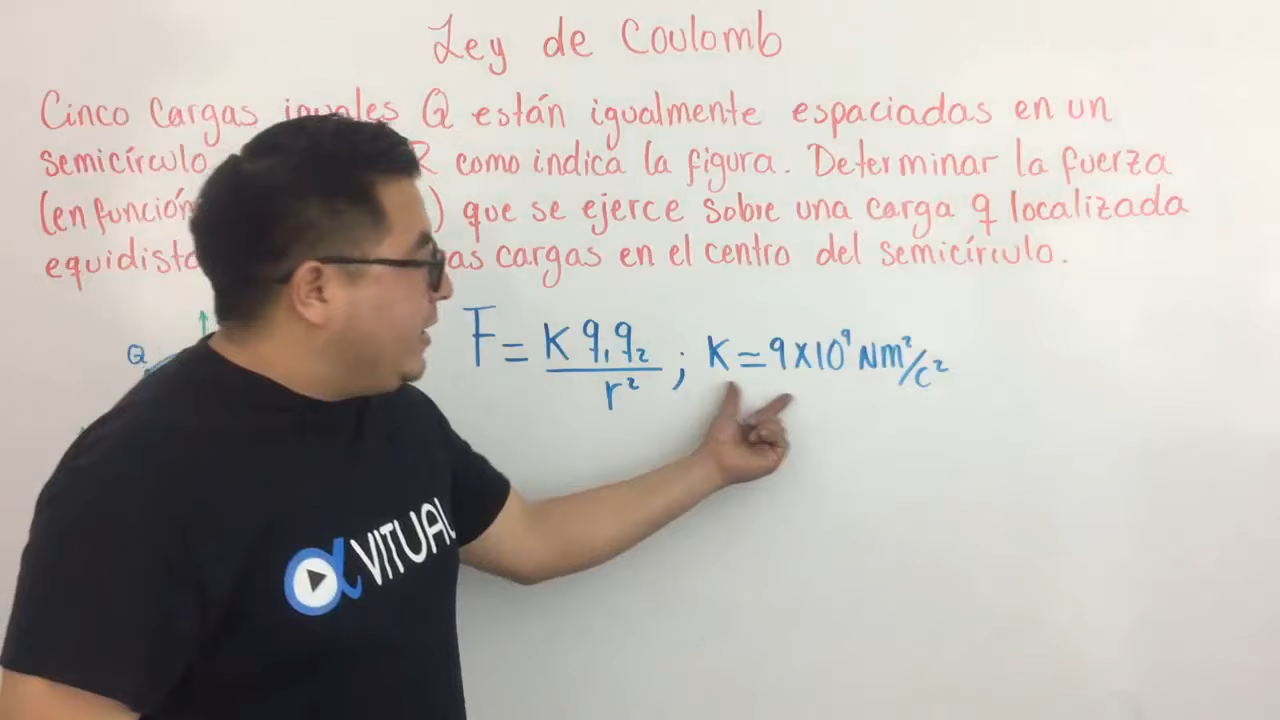 Ley de Coulomb
Cinco Cargas iguales Q están igualmente espaciadas en un
semicírculo R como indica la figura. Determinar la fuerza
(en función ) que se ejerce sobre una carga q localizada
as cargas en el centro del semicírculo.
Q
F = K q₁q₂ / r² ; K = 9x10⁹ Nm²/c²
αVITUAL